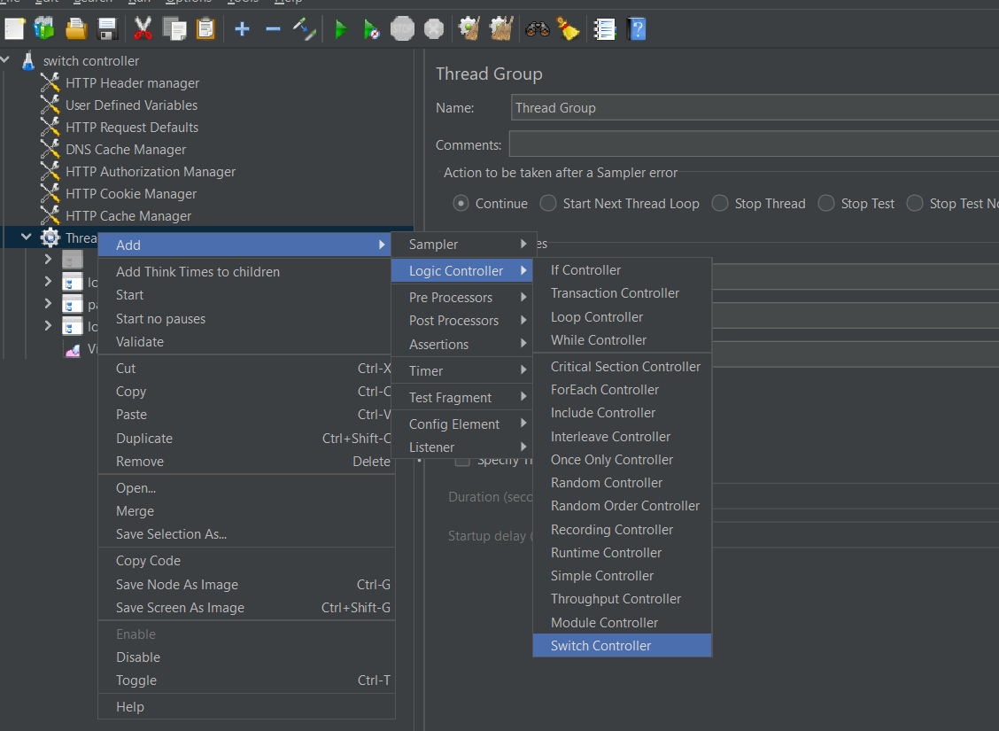 Edit Search Run Options Tools Help
STOP
switch controller
HTTP Header manager
User Defined Variables
HTTP Request Defaults
DNS Cache Manager
HTTP Authorization Manager
HTTP Cookie Manager
HTTP Cache Manager
Threa
lo
pa
lo
Vi
Add
Add Think Times to children
Start
Start no pauses
Validate
Cut Ctrl-X
Copy Ctrl-C
Paste Ctrl-V
Duplicate Ctrl+Shift-C
Remove Delete
Open...
Merge
Save Selection As...
Copy Code
Save Node As Image Ctrl-G
Save Screen As Image Ctrl+Shift-G
Enable
Disable
Toggle Ctrl-T
Help
Sampler
Logic Controller
Pre Processors
Post Processors
Assertions
Timer
Test Fragment
Config Element
Listener
If Controller
Transaction Controller
Loop Controller
While Controller
Critical Section Controller
ForEach Controller
Include Controller
Interleave Controller
Once Only Controller
Random Controller
Random Order Controller
Recording Controller
Runtime Controller
Simple Controller
Throughput Controller
Module Controller
Switch Controller
Thread Group
Name: Thread Group
Comments:
Action to be taken after a Sampler error
Continue Start Next Thread Loop Stop Thread Stop Test Stop Test No
es
Specify Th
Duration (seco
Startup delay (